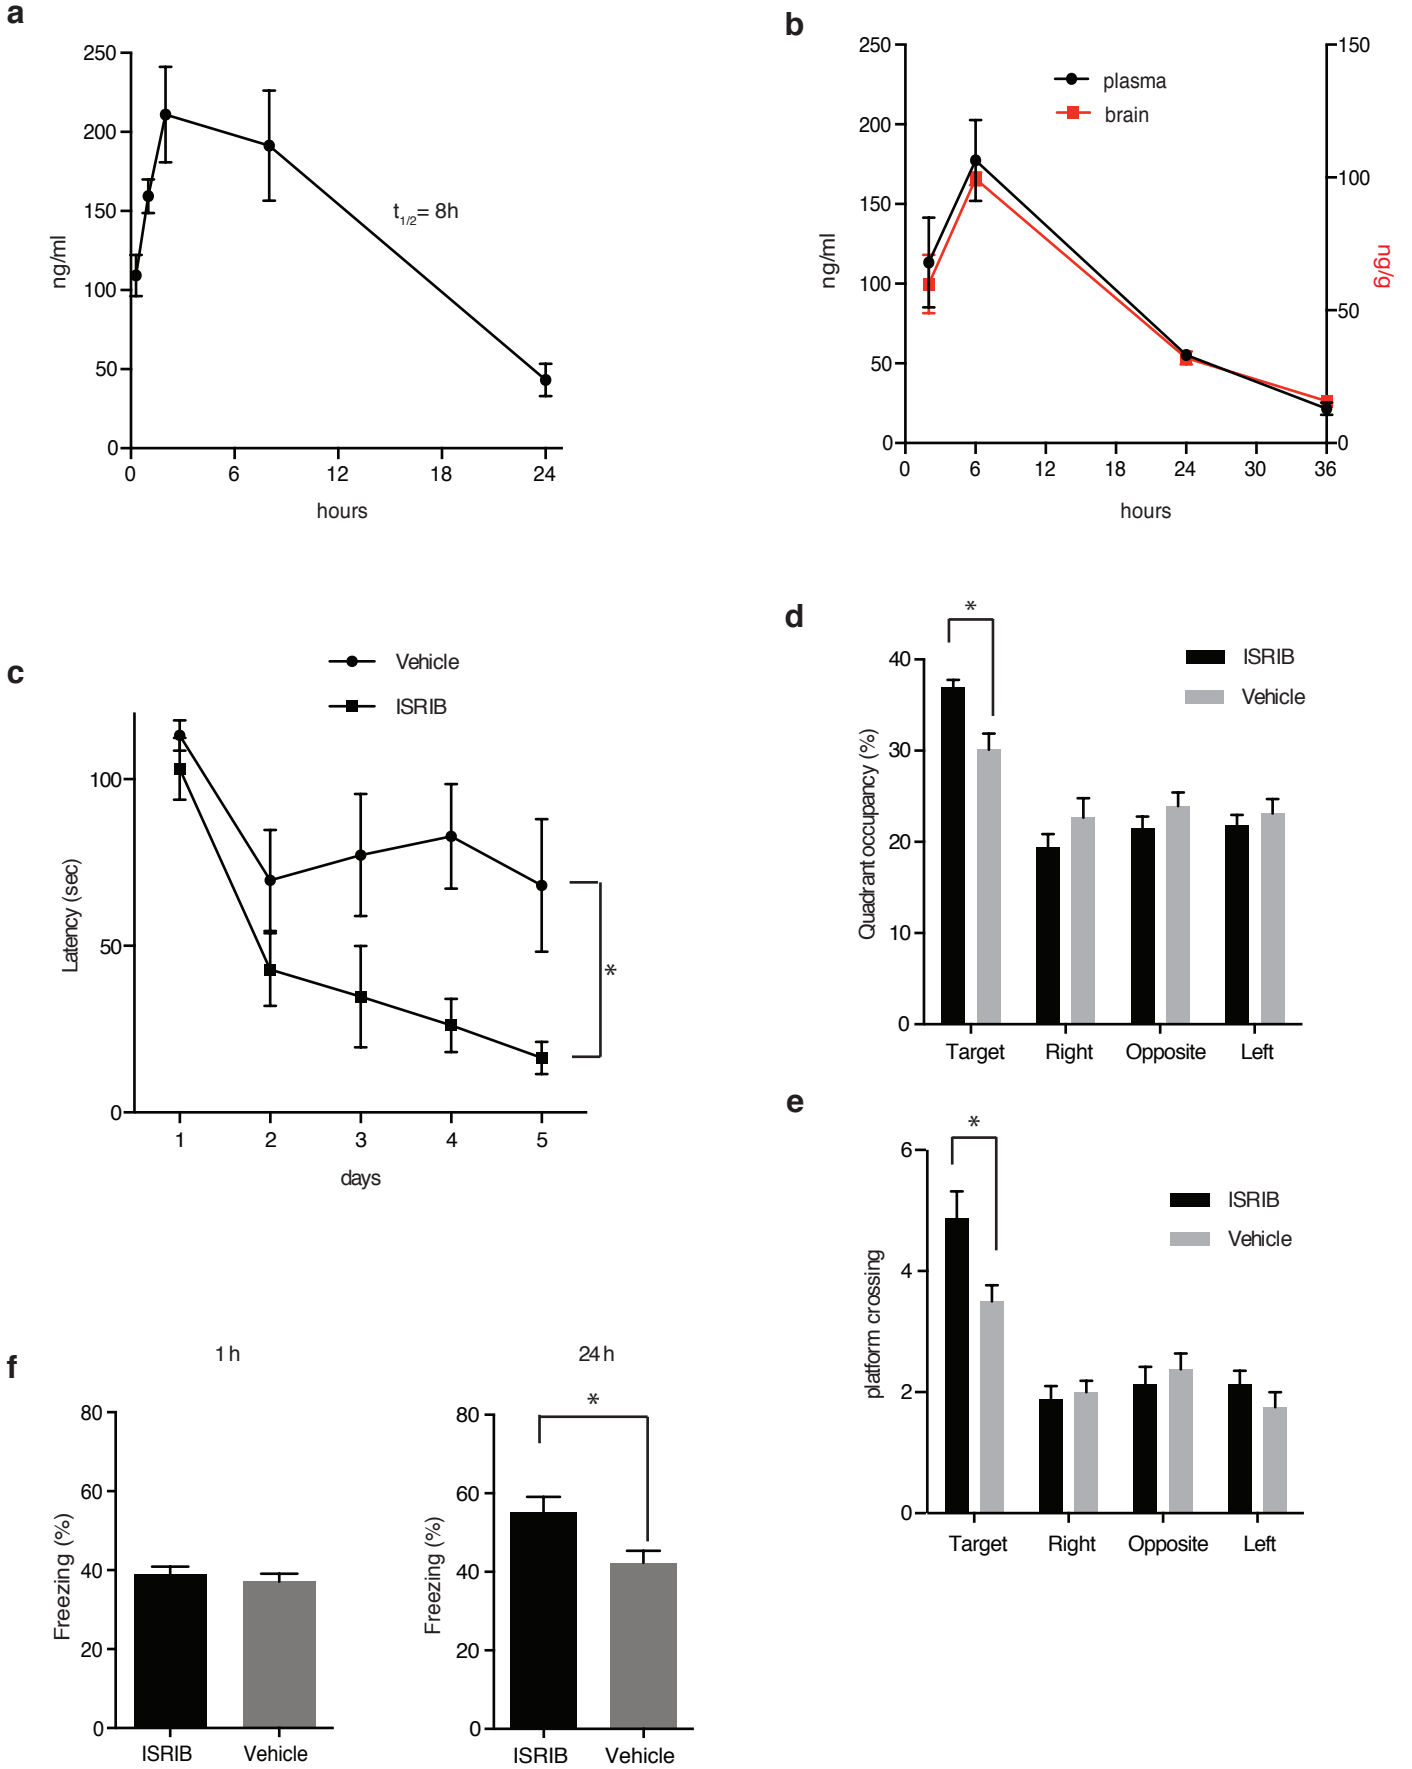 a
250
200
150
100
50
0
ng/ml
t1/2= 8h
0 6 12 18 24
hours
b
250
200
150
100
50
0
ng/ml
plasma
brain
150
100
50
0
ng/g
0 6 12 18 24 30 36
hours
c
Vehicle
ISRIB
100
50
0
Latency (sec)
*
1 2 3 4 5
days
d
*
ISRIB
Vehicle
40
30
20
10
0
Quadrant occupancy (%)
Target Right Opposite Left
e
*
ISRIB
Vehicle
6
4
2
0
platform crossing
Target Right Opposite Left
f
1 h
80
60
40
20
0
Freezing (%)
ISRIB Vehicle
24 h
*
80
60
40
20
0
Freezing (%)
ISRIB Vehicle